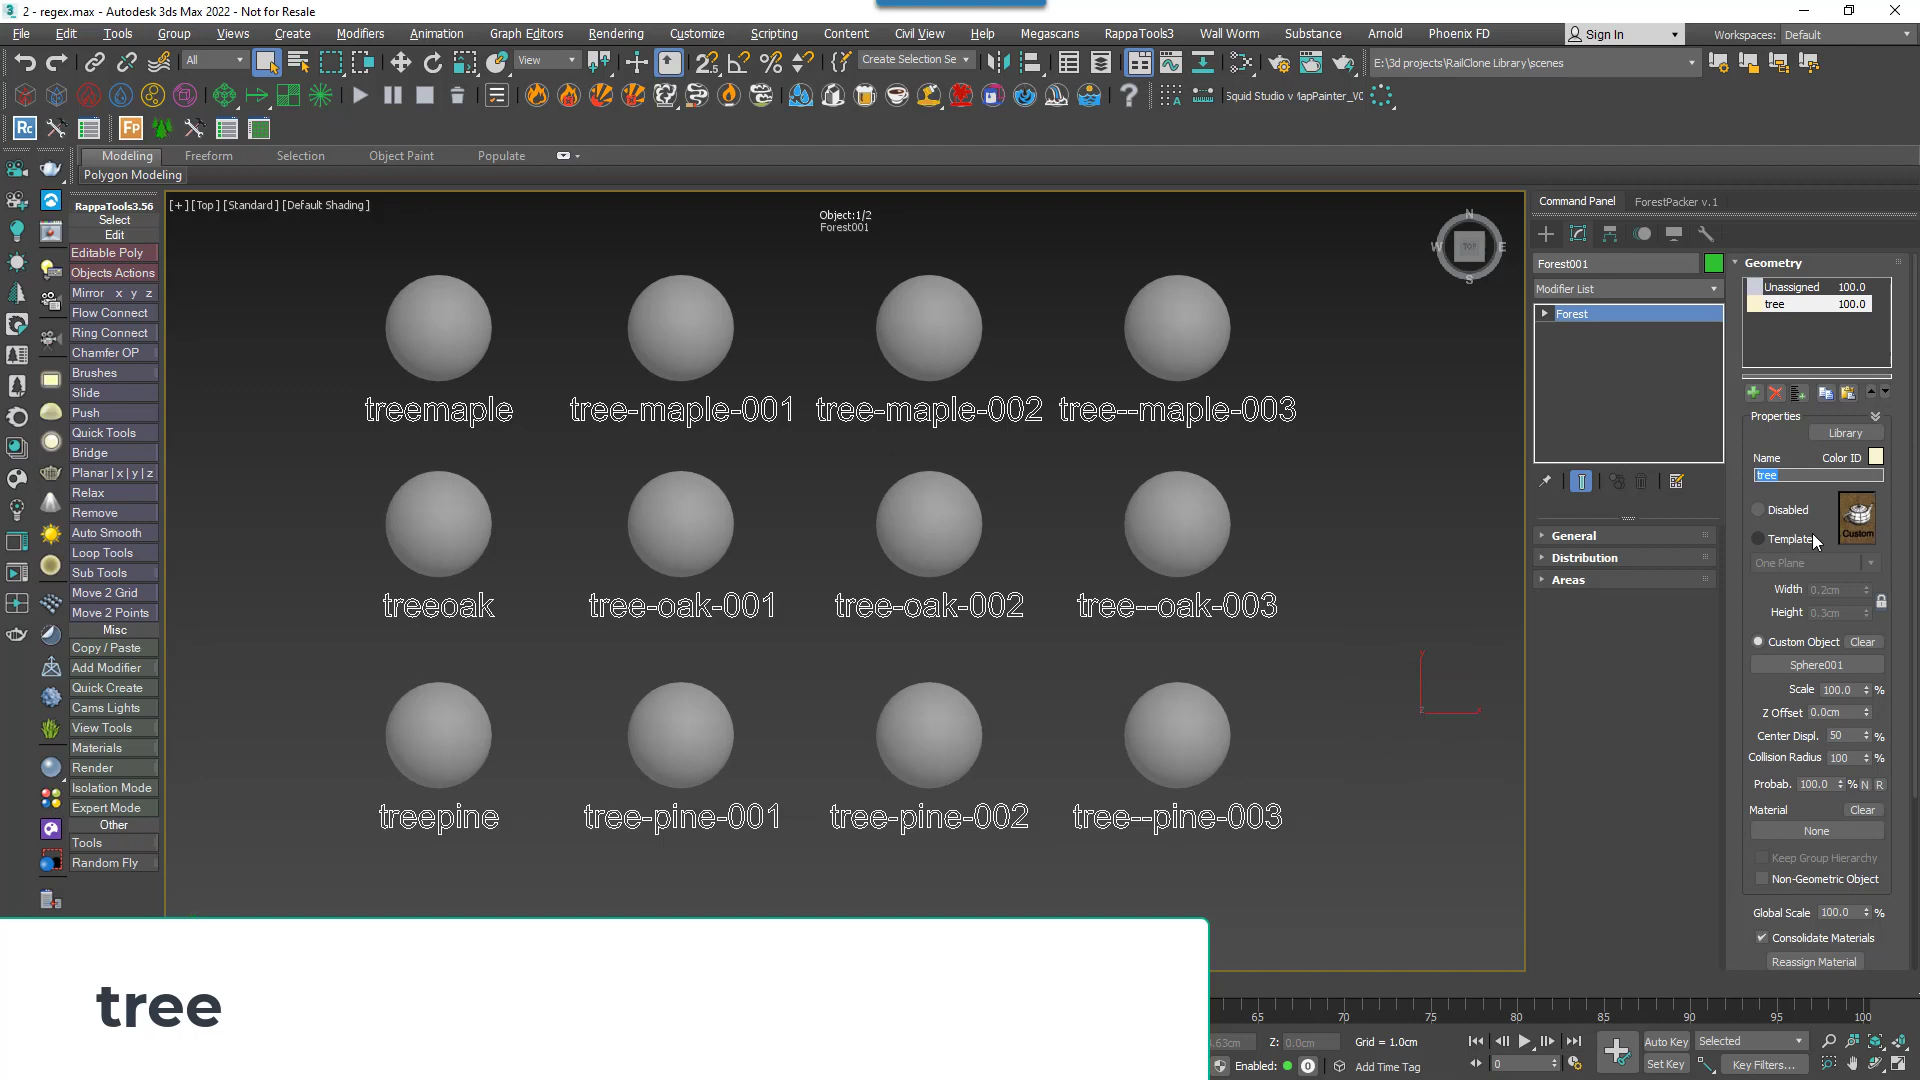 2 - regex.max - Autodesk 3ds Max 2022 - Not for Resale
File Edit Tools Group Views Create Modifiers Animation Graph Editors Rendering Customize Scripting Content Civil View Help Megascans RappaTools3 Wall Worm Substance Arnold Phoenix FD Sign In Workspaces: Default
All View Create Selection Se E:\3d projects\RailClone Library\scenes
Squid Studio v MapPainter_V0
Rc Fp
Modeling Freeform Selection Object Paint Populate
Polygon Modeling
RappaTools3.56
Select
Edit
Editable Poly
Objects Actions
Mirror x y z
Flow Connect
Ring Connect
Chamfer OP
Brushes
Slide
Push
Quick Tools
Bridge
Planar | x | y | z
Relax
Remove
Auto Smooth
Loop Tools
Sub Tools
Move 2 Grid
Move 2 Points
Misc
Copy / Paste
Add Modifier
Quick Create
Cams Lights
View Tools
Materials
Render
Isolation Mode
Expert Mode
Other
Tools
Random Fly
[+] [Top] [Standard] [Default Shading]
Object:1/2
Forest001
N
W TOP E
S
treemaple tree-maple-001 tree-maple-002 tree--maple-003
treeoak tree-oak-001 tree-oak-002 tree--oak-003
treepine tree-pine-001 tree-pine-002 tree--pine-003
y
z x
Command Panel ForestPacker v.1
Forest001
Modifier List
Forest
General
Distribution
Areas
Geometry
Unassigned 100.0
tree 100.0
Properties
Library
Name Color ID
tree
Disabled
Template
Custom
One Plane
Width 0.2cm
Height 0.3cm
Custom Object Clear
Sphere001
Scale 100.0 %
Z Offset 0.0cm
Center Displ. 50 %
Collision Radius 100 %
Probab. 100.0 % N R
Material Clear
None
Keep Group Hierarchy
Non-Geometric Object
Global Scale 100.0 %
Consolidate Materials
Reassign Material
tree
65 70 75 80 85 90 95 100
Z: 0.0cm Grid = 1.0cm Auto Key Selected
Enabled: 0 Add Time Tag 0 Set Key Key Filters...